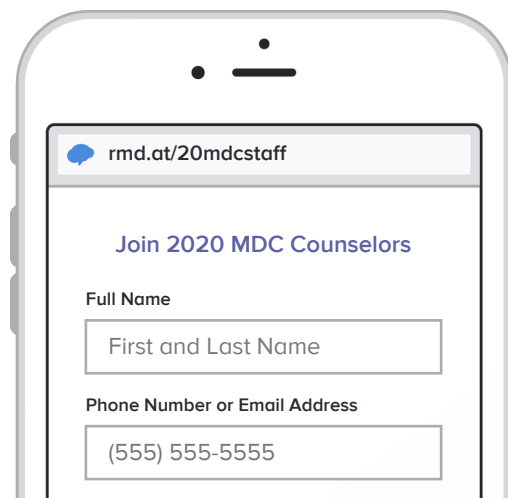 rmd.at/20mdcstaff
Join 2020 MDC Counselors
Full Name
First and Last Name
Phone Number or Email Address
(555) 555-5555